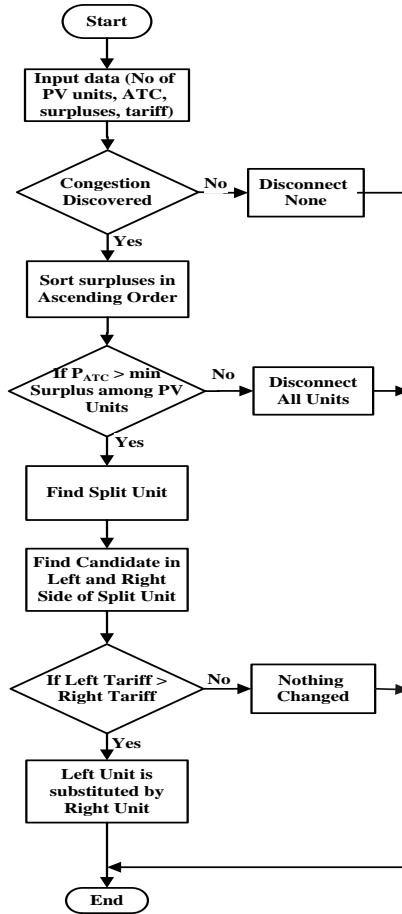 Start
Input data (No of
PV units, ATC,
surpluses, tariff)
Congestion
Discovered
No
Disconnect
None
Yes
Sort surpluses in
Ascending Order
If PATC > min
Surplus among PV
Units
No
Disconnect
All Units
Yes
Find Split Unit
Find Candidate in
Left and Right
Side of Split Unit
If Left Tariff >
Right Tariff
No
Nothing
Changed
Yes
Left Unit is
substituted by
Right Unit
End